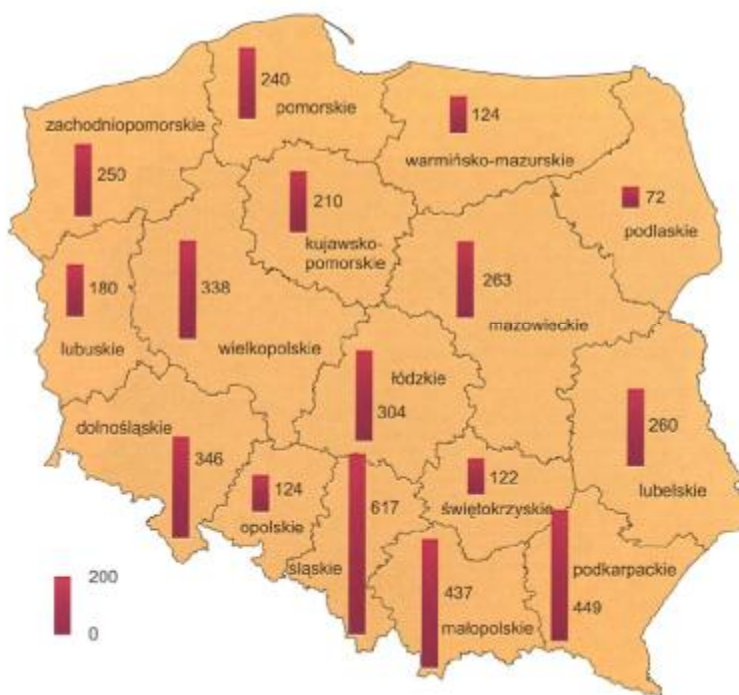 240
pomorskie
124
warmińsko-mazurskie
zachodniopomorskie
250
72
podlaskie
210
kujawsko-
pomorskie
180
lubuskie
338
wielkopolskie
263
mazowieckie
łódzkie
304
dolnośląskie
346
124
opolskie
617
śląskie
122
świętokrzyskie
260
lubelskie
437
małopolskie
podkarpackie
449
200
0